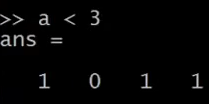 >> a < 3
ans =
1 0 1 1